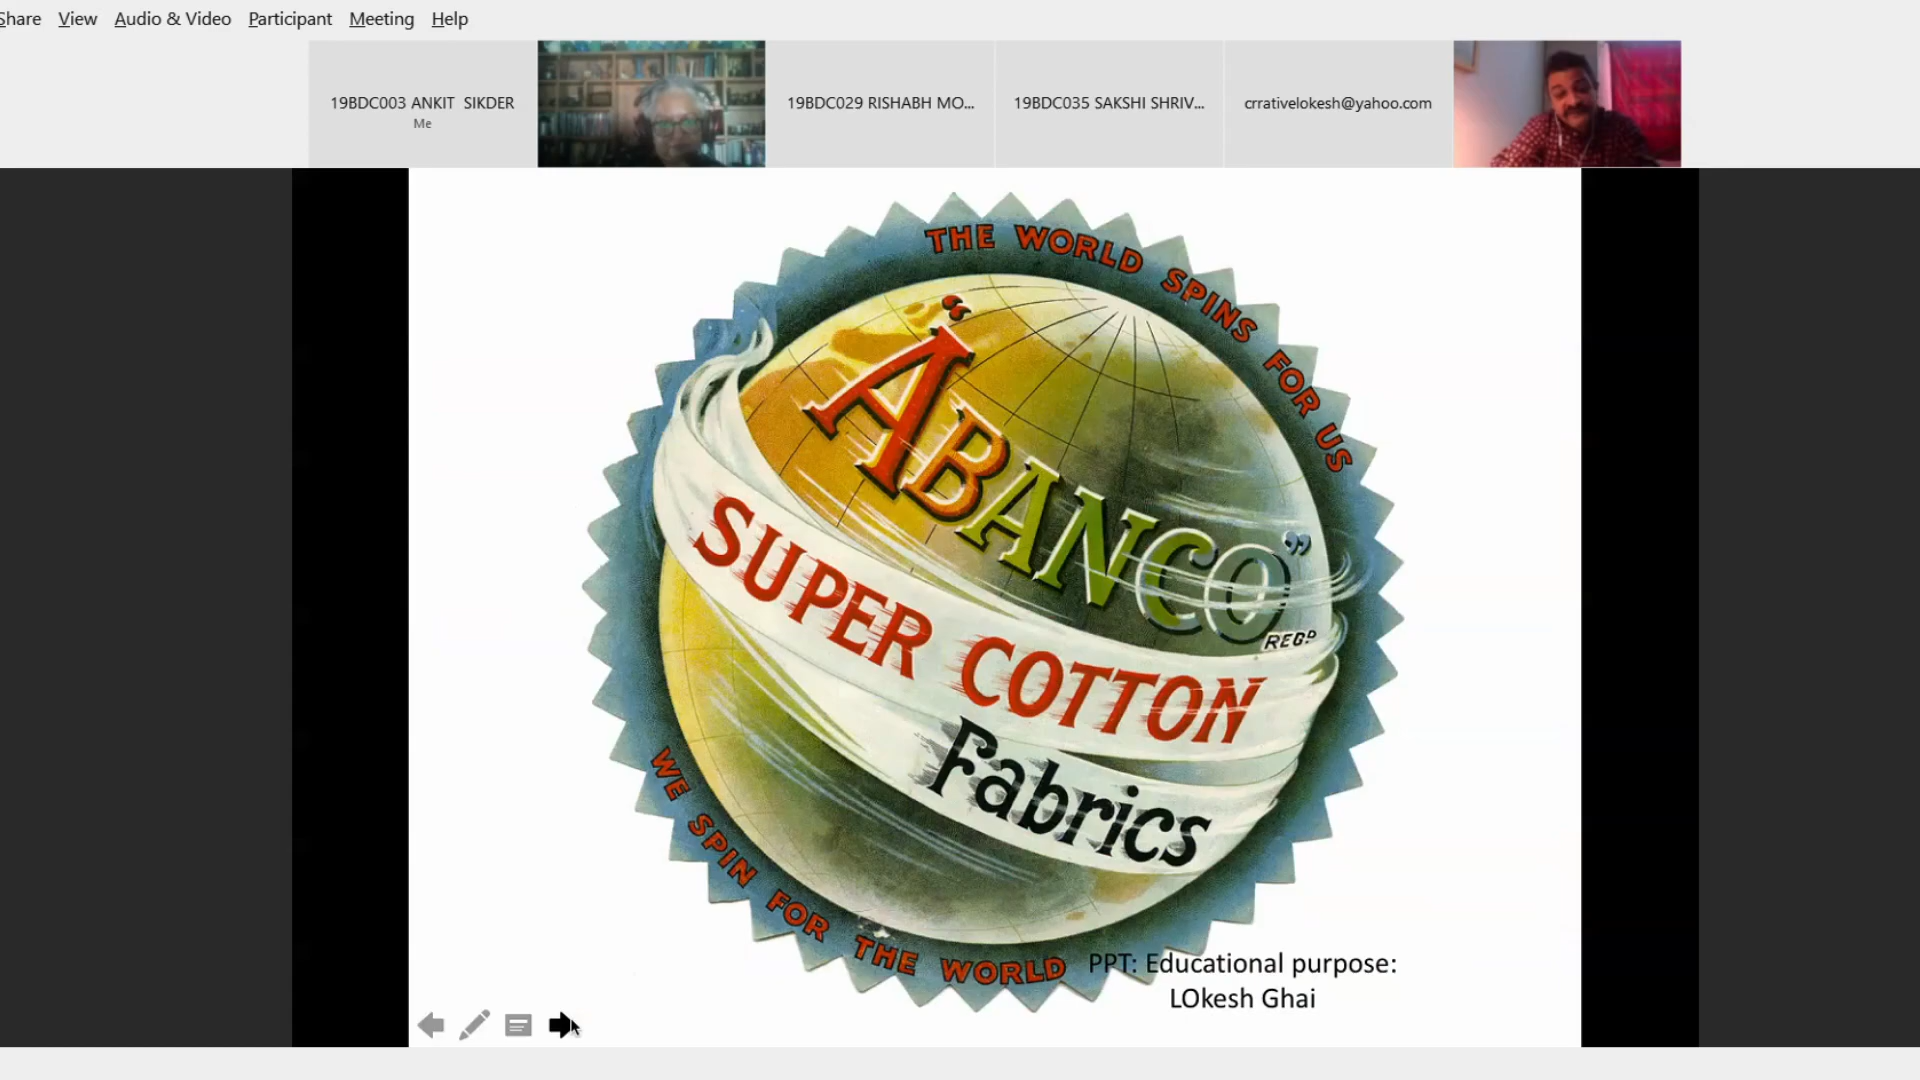 Share View Audio & Video Participant Meeting Help
19BDC003 ANKIT SIKDER
Me
19BDC029 RISHABH MO...
19BDC035 SAKSHI SHRIV...
crrativelokesh@yahoo.com
THE WORLD SPINS FOR US
"ABANCO"
REGD
SUPER COTTON
Fabrics
WE SPIN FOR THE WORLD
PPT: Educational purpose:
LOkesh Ghai